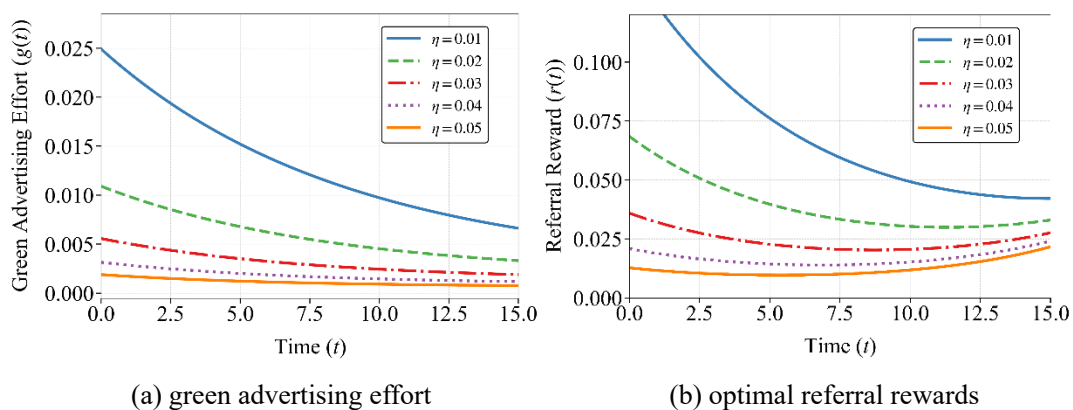 Green Advertising Effort (g(t))
0.025
0.020
0.015
0.010
0.005
0.000
η = 0.01
η = 0.02
η = 0.03
η = 0.04
η = 0.05
0.0 2.5 5.0 7.5 10.0 12.5 15.0
Time (t)
(a) green advertising effort
Referral Reward (r(t))
0.100
0.075
0.050
0.025
0.000
η = 0.01
η = 0.02
η = 0.03
η = 0.04
η = 0.05
0.0 2.5 5.0 7.5 10.0 12.5 15.0
Time (t)
(b) optimal referral rewards